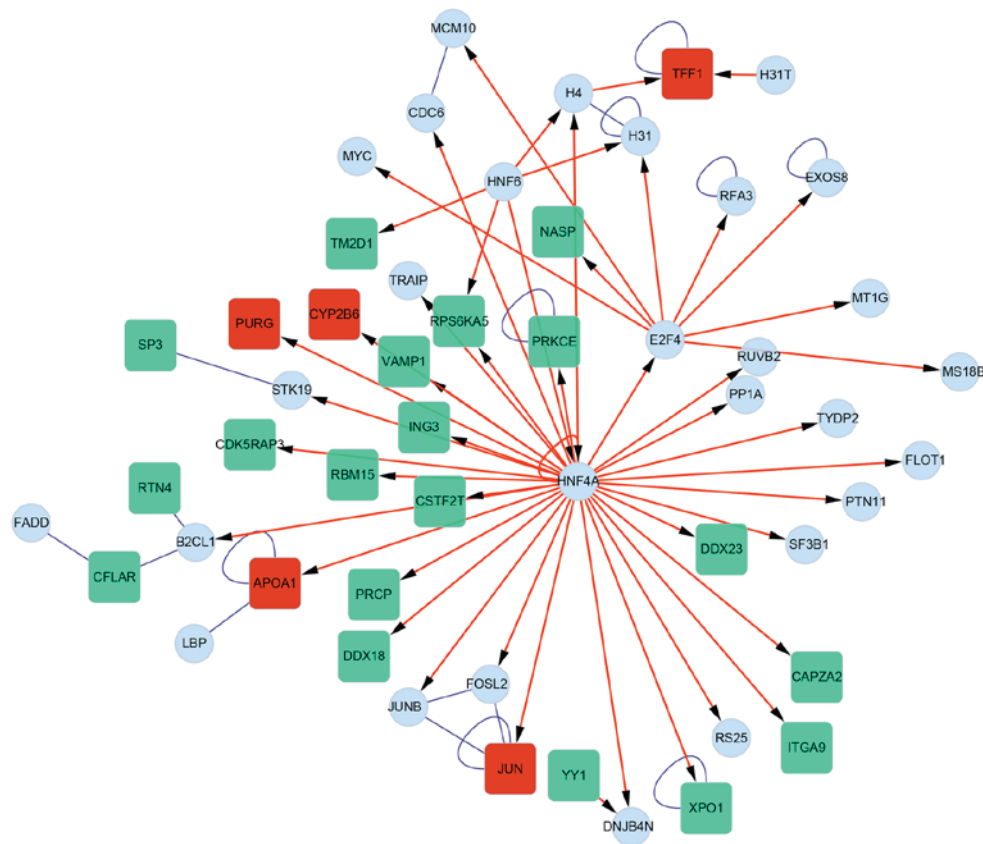 MCM10
TFF1
H31T
H4
CDC6
H31
MYC
HNF6
RFA3
EXOS8
TM2D1
NASP
TRAIP
MT1G
PURG
CYP2B6
RPS6KA5
PRKCE
E2F4
SP3
VAMP1
RUVB2
MS18B
STK19
PP1A
TYDP2
CDK5RAP3
ING3
FLOT1
RBM15
HNF4A
RTN4
CSTF2T
PTN11
FADD
B2CL1
DDX23
SF3B1
CFLAR
APOA1
PRCP
LBP
DDX18
CAPZA2
FOSL2
JUNB
RS25
ITGA9
JUN
YY1
XPO1
DNJB4N